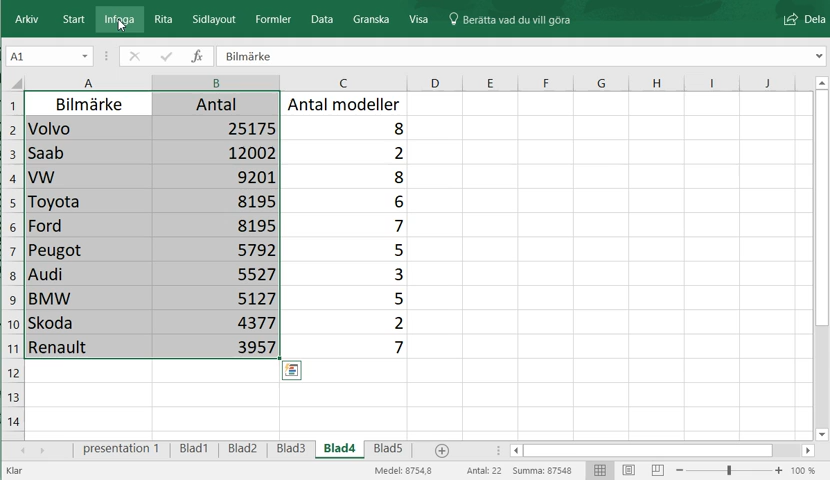 Arkiv Start Infoga Rita Sidlayout Formler Data Granska Visa Berätta vad du vill göra Dela
A1 fx Bilmärke
A B C D E F G H I J
1 Bilmärke Antal Antal modeller
2 Volvo 25175 8
3 Saab 12002 2
4 VW 9201 8
5 Toyota 8195 6
6 Ford 8195 7
7 Peugot 5792 5
8 Audi 5527 3
9 BMW 5127 5
10 Skoda 4377 2
11 Renault 3957 7
12
13
14
presentation 1 Blad1 Blad2 Blad3 Blad4 Blad5
Klar Medel: 8754,8 Antal: 22 Summa: 87548 100 %